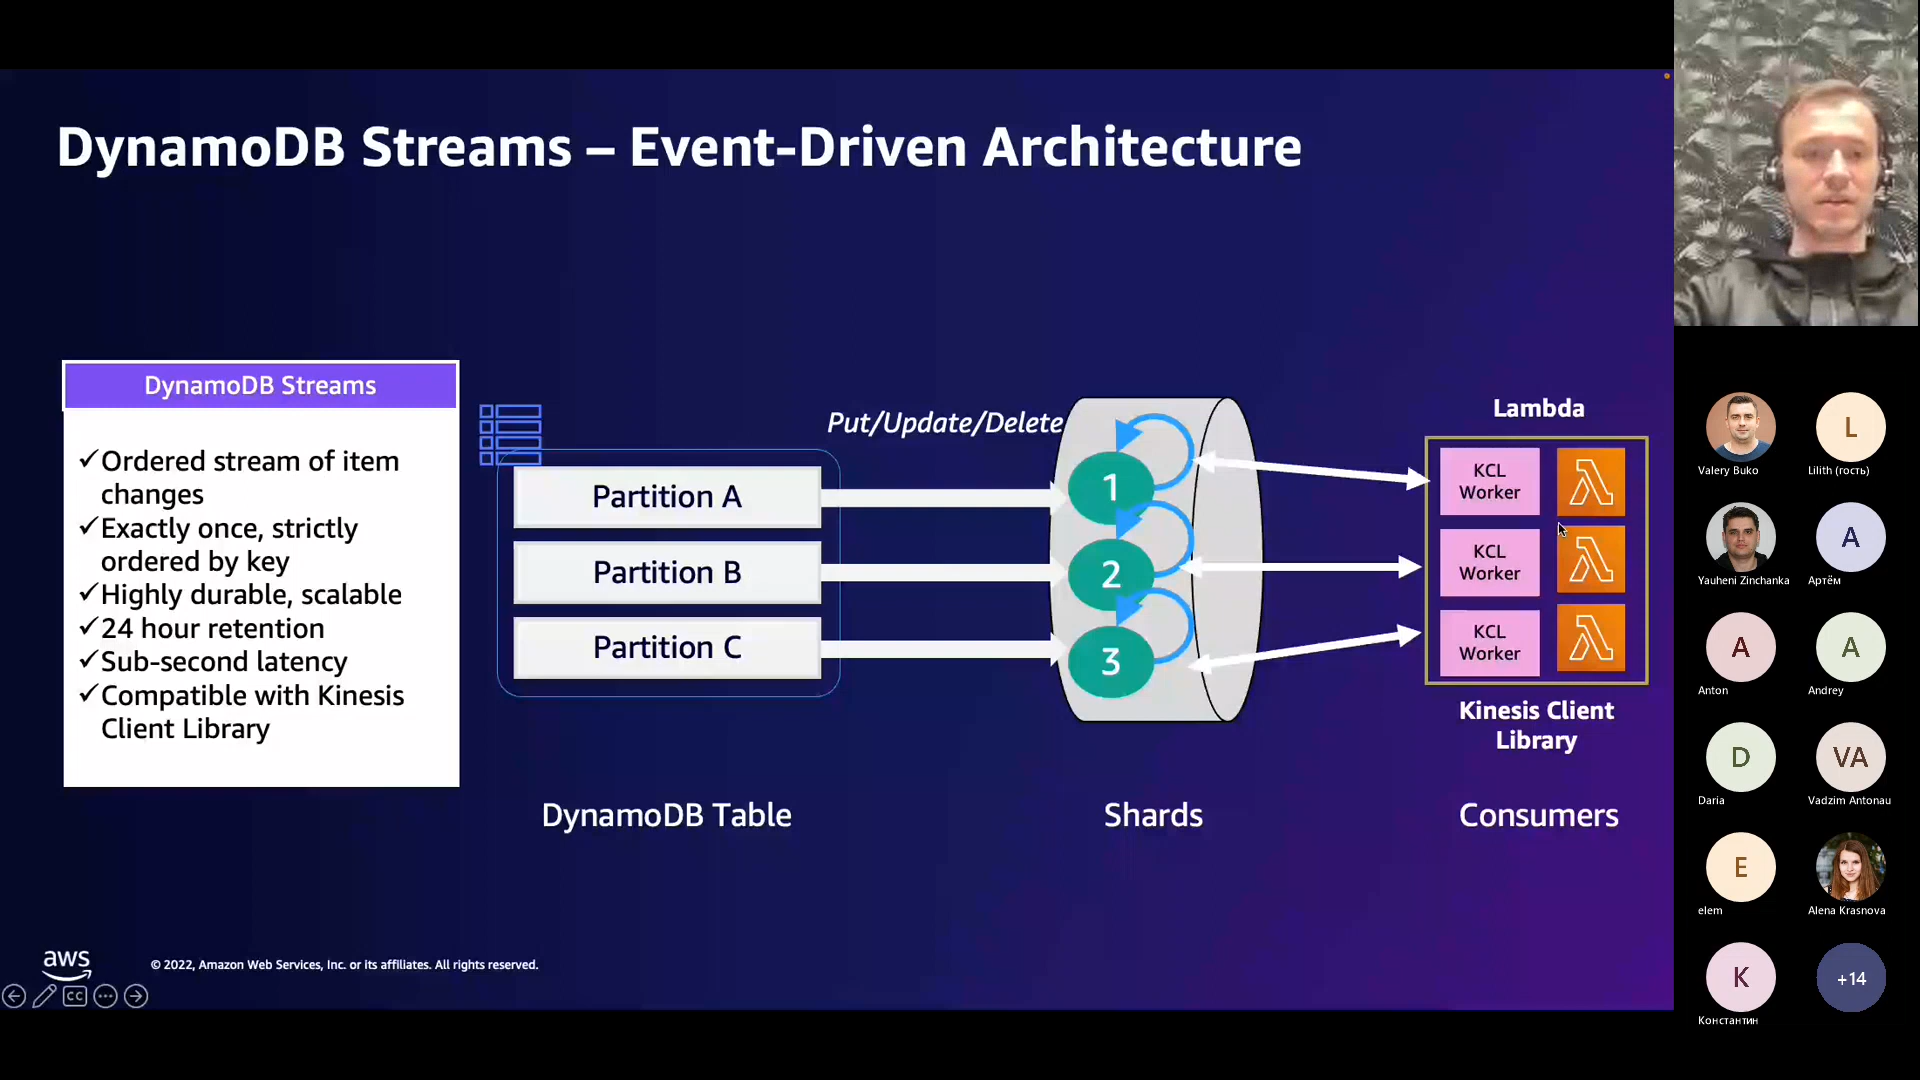 DynamoDB Streams – Event-Driven Architecture
DynamoDB Streams
✓Ordered stream of item
changes
✓Exactly once, strictly
ordered by key
✓Highly durable, scalable
✓24 hour retention
✓Sub-second latency
✓Compatible with Kinesis
Client Library
Partition A
Partition B
Partition C
DynamoDB Table
Put/Update/Delete
1
2
3
Shards
Lambda
KCL
Worker
KCL
Worker
KCL
Worker
Kinesis Client
Library
Consumers
aws
© 2022, Amazon Web Services, Inc. or its affiliates. All rights reserved.
CC
Valery Buko
L
Lilith (гость)
Yauheni Zinchanka
A
Артём
A
Anton
A
Andrey
D
Daria
VA
Vadzim Antonau
E
elem
Alena Krasnova
K
Константин
+14